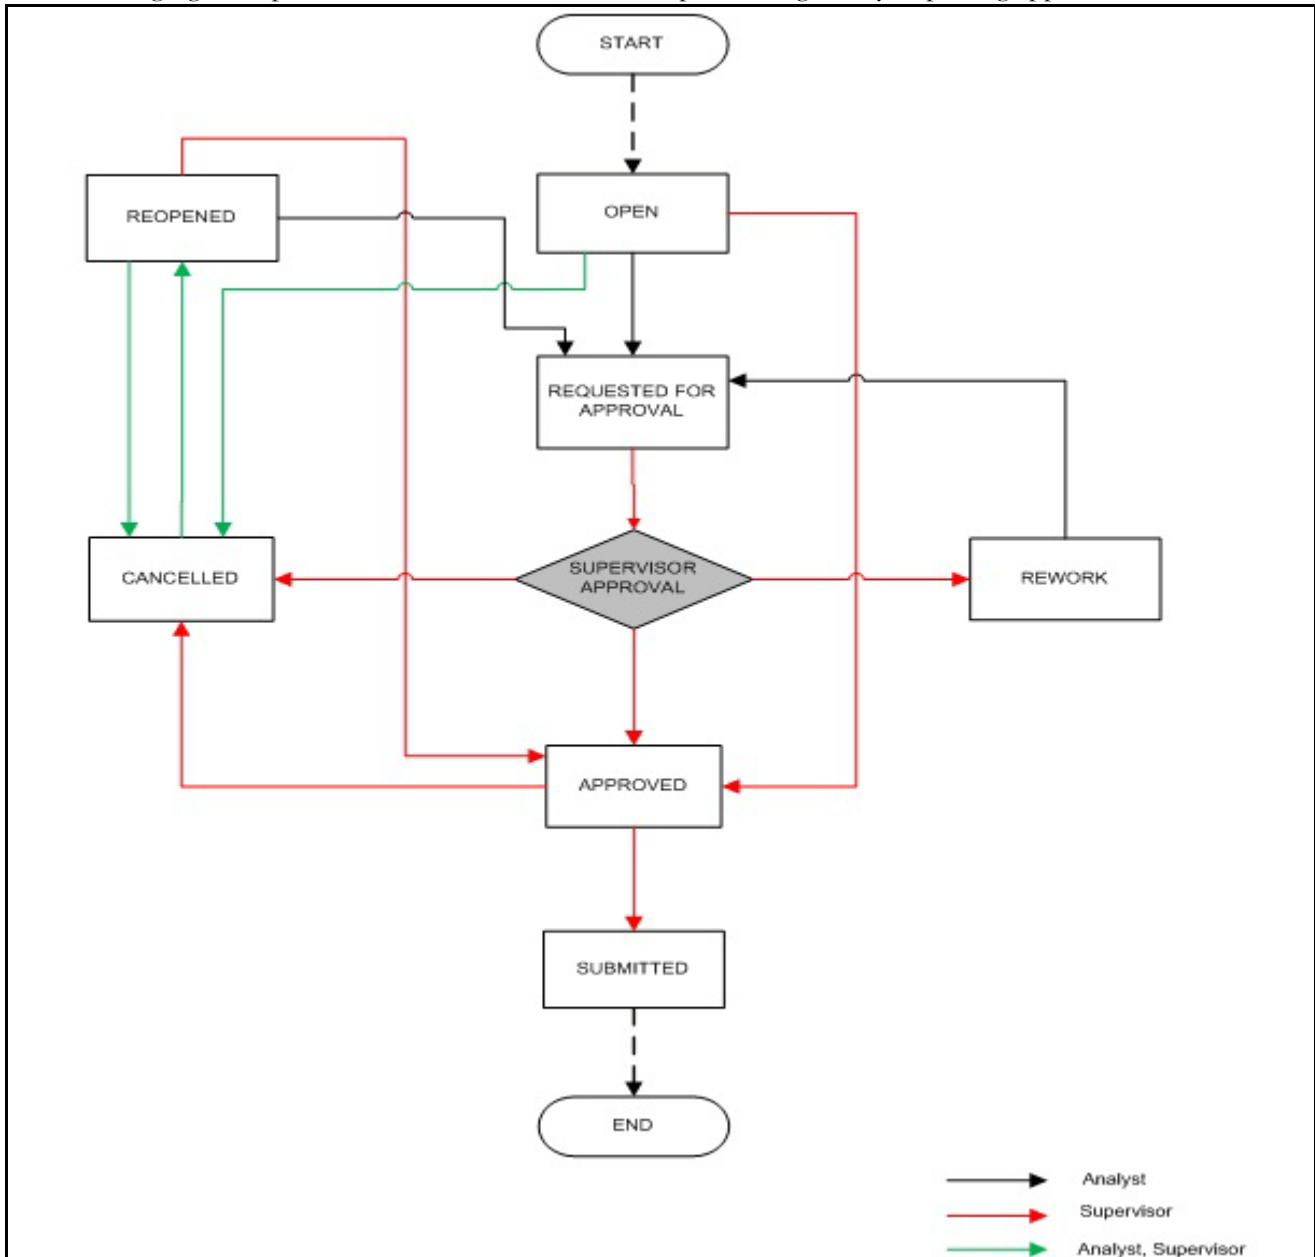 START
REOPENED
OPEN
REQUESTED FOR
APPROVAL
CANCELLED
SUPERVISOR
APPROVAL
REWORK
APPROVED
SUBMITTED
END
Analyst
Supervisor
Analyst, Supervisor